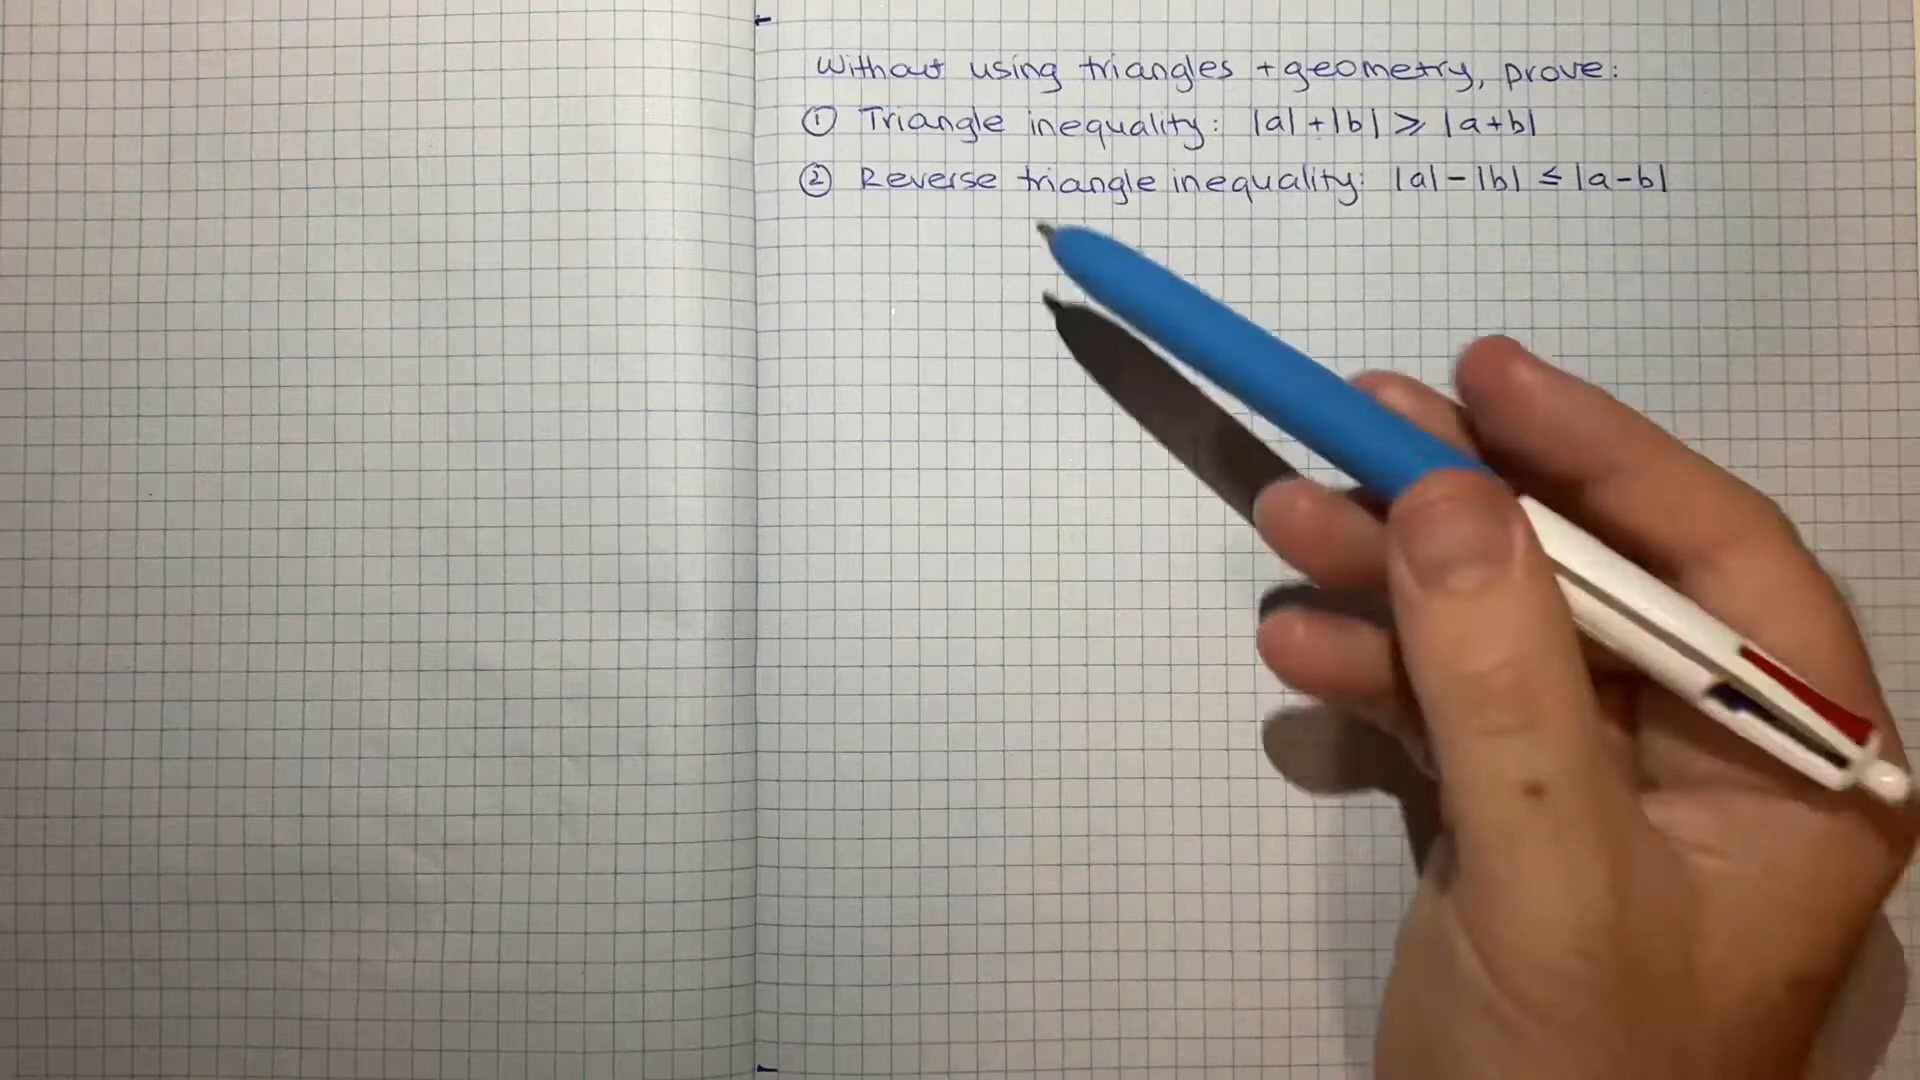 Without using triangles + geometry, prove:
① Triangle inequality: |a| + |b| ⩾ |a+b|
② Reverse triangle inequality: |a| - |b| ≤ |a-b|